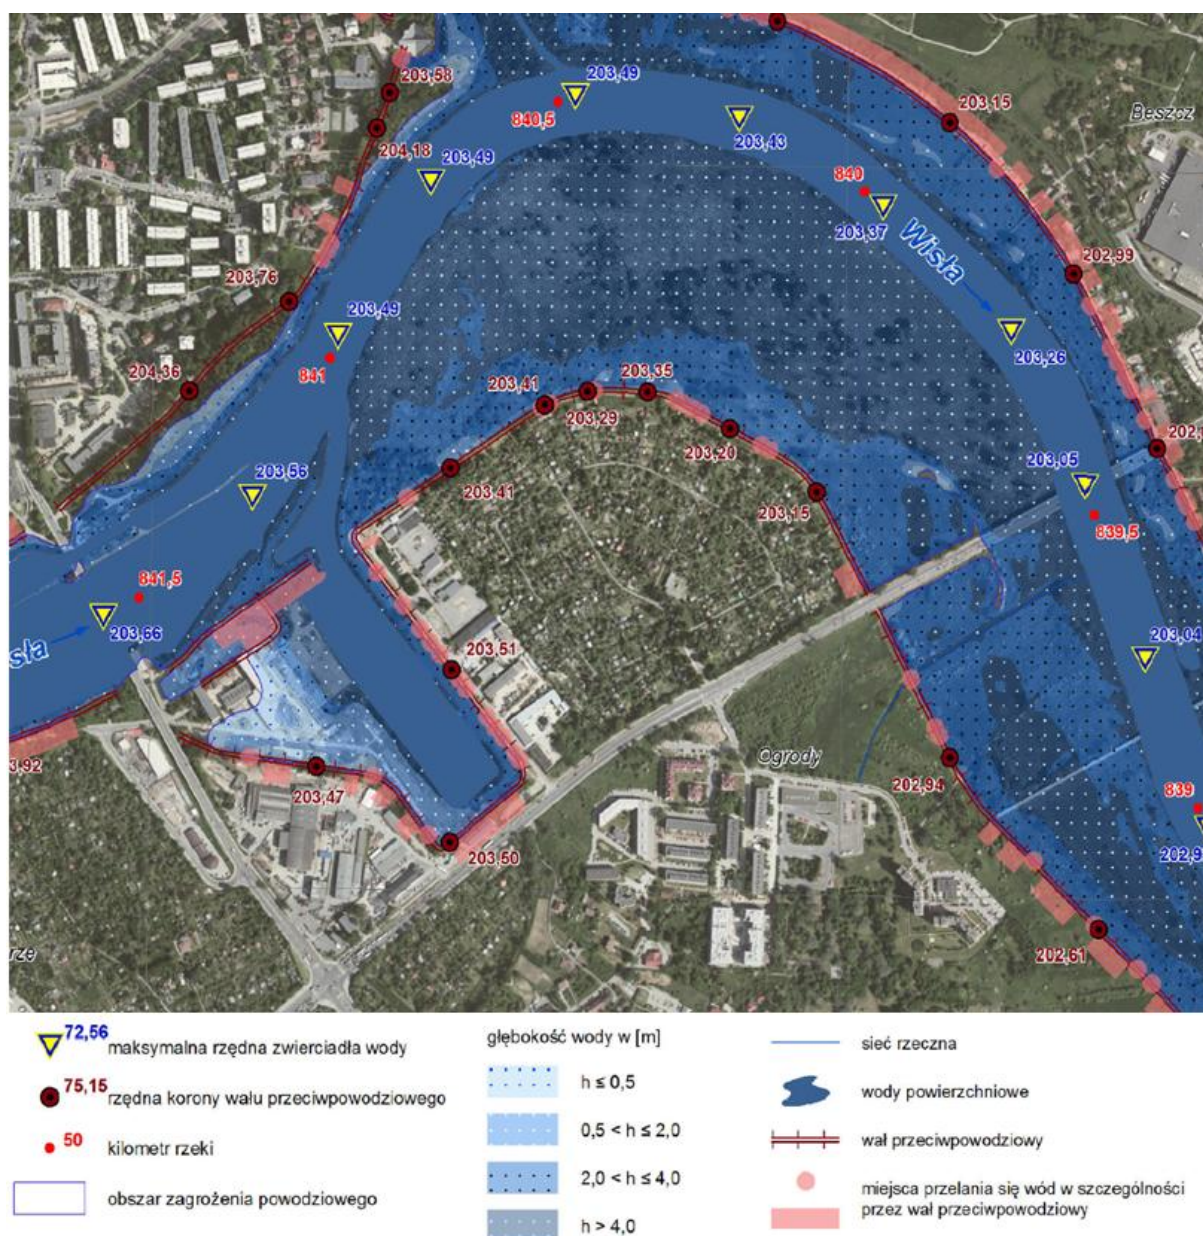 203,58
203,49
203,15
Beszcz
840,5
204,18
203,43
203,49
840
203,37
Wisła
202,99
203,76
203,49
203,26
841
204,36
203,41
203,35
203,29
203,20
203,05
203,56
203,41
203,15
839,5
841,5
203,66
203,04
203,51
Ogrody
3,92
203,47
202,94
839
203,50
202,9
202,61
rze
72,56
maksymalna rzędna zwierciadła wody
75,15
rzędna korony wału przeciwpowodziowego
50
kilometr rzeki
obszar zagrożenia powodziowego
głębokość wody w [m]
h ≤ 0,5
0,5 < h ≤ 2,0
2,0 < h ≤ 4,0
h > 4,0
sieć rzeczna
wody powierzchniowe
wał przeciwpowodziowy
miejsca przelania się wód w szczególności
przez wał przeciwpowodziowy